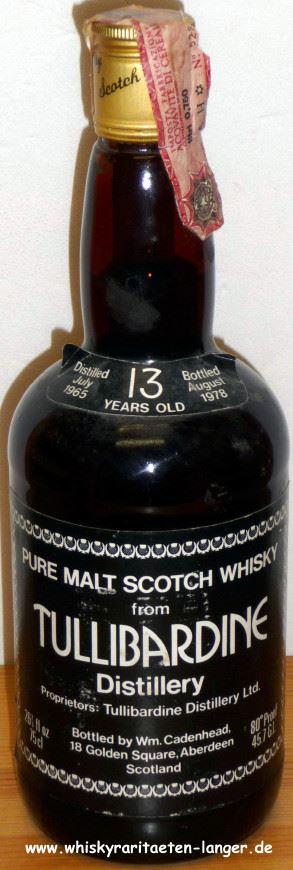 Scotch
Distilled
July
1965
13
YEARS OLD
Bottled
August
1978
PURE MALT SCOTCH WHISKY
from
TULLIBARDINE
Distillery
Proprietors: Tullibardine Distillery Ltd.
Bottled by Wm. Cadenhead,
18 Golden Square, Aberdeen
Scotland
26⅔ fl oz
75cl
80° Proof
45.7 G.L.
www.whiskyraritaeten-langer.de